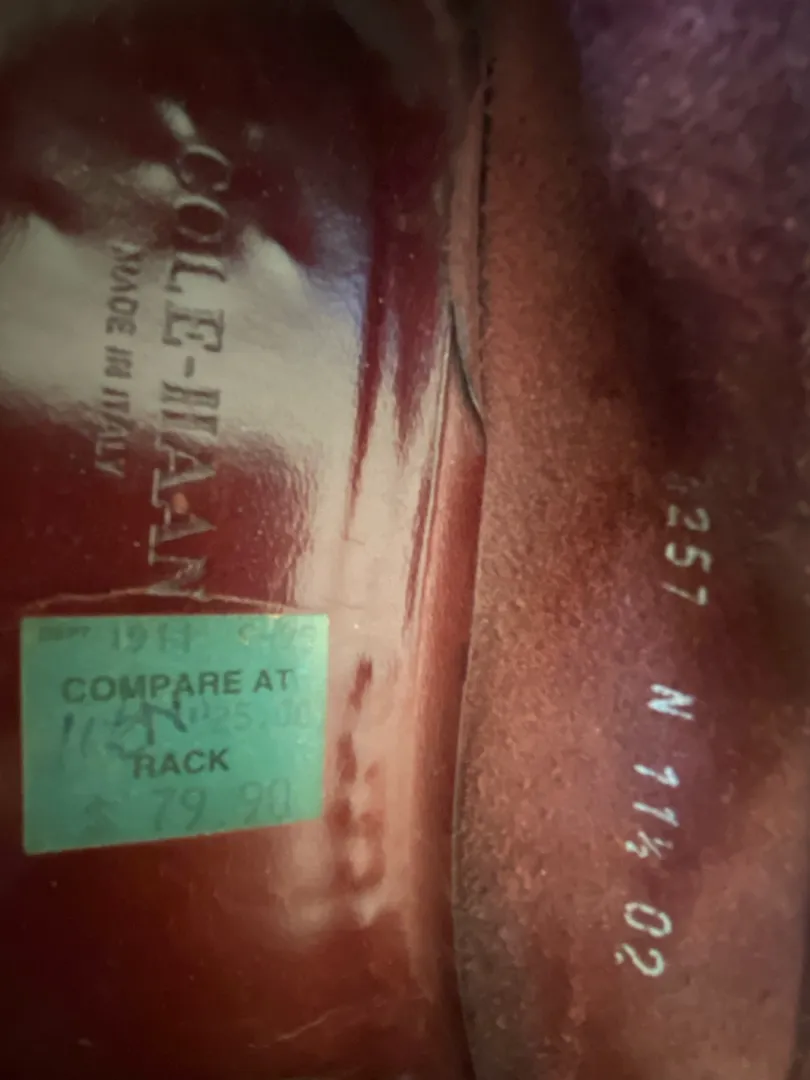 COLE-HAAN
MADE IN ITALY
COMPARE AT
RACK
79.90
257 N 11½ 02